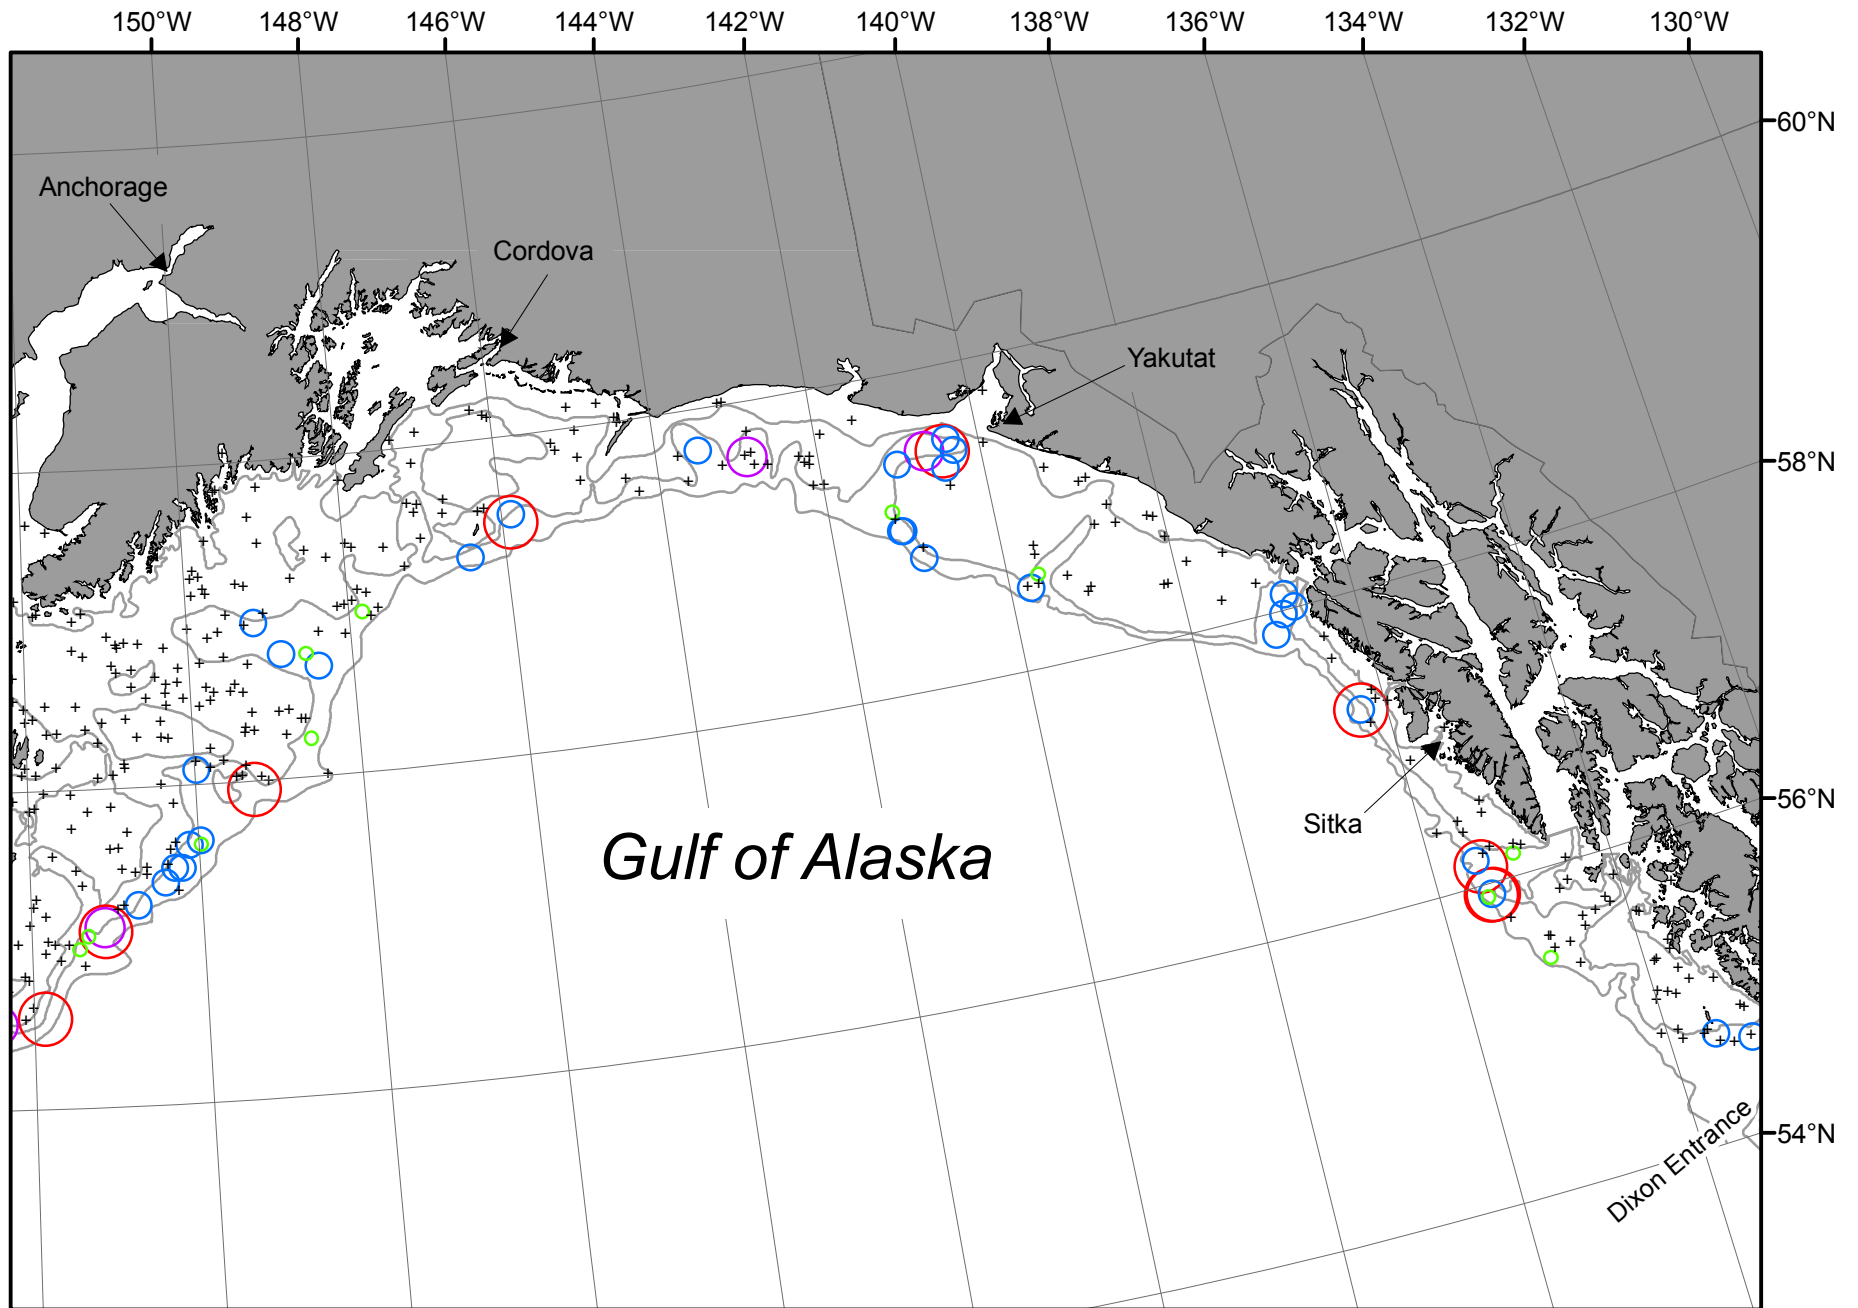 150°W 148°W 146°W 144°W 142°W 140°W 138°W 136°W 134°W 132°W 130°W
60°N
Anchorage
Cordova
Yakutat
58°N
56°N
Sitka
Gulf of Alaska
54°N
Dixon Entrance